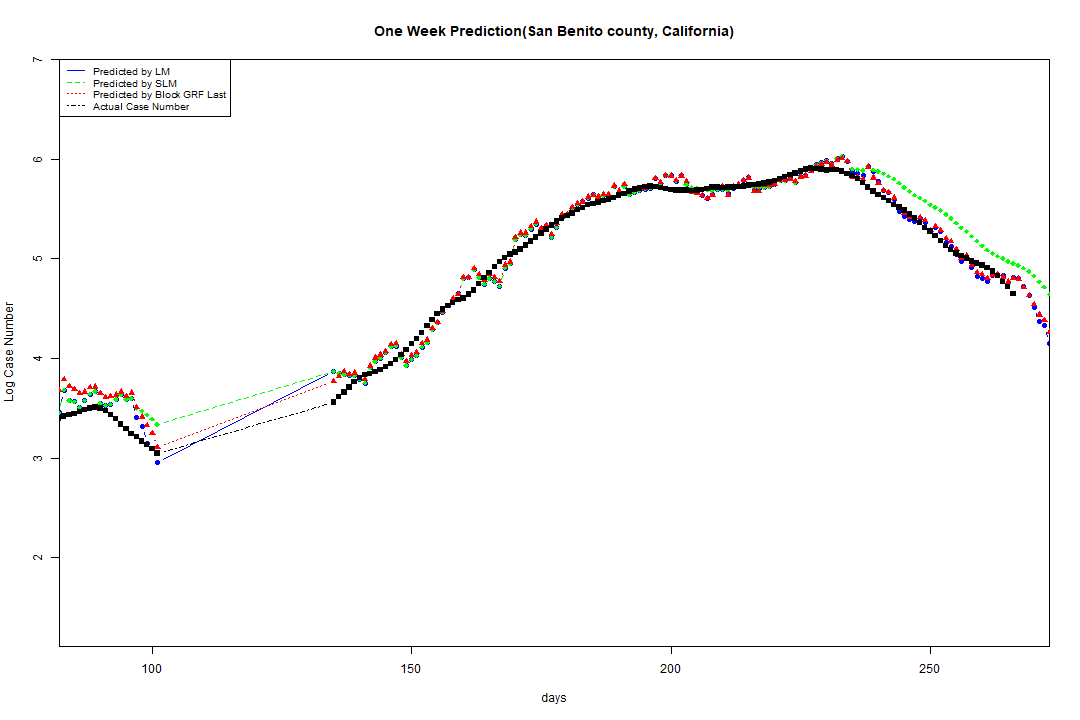 One Week Prediction(San Benito county, California)
Predicted by LM
Predicted by SLM
Predicted by Block GRF Last
Actual Case Number
7
6
5
4
3
2
Log Case Number
100 150 200 250
days